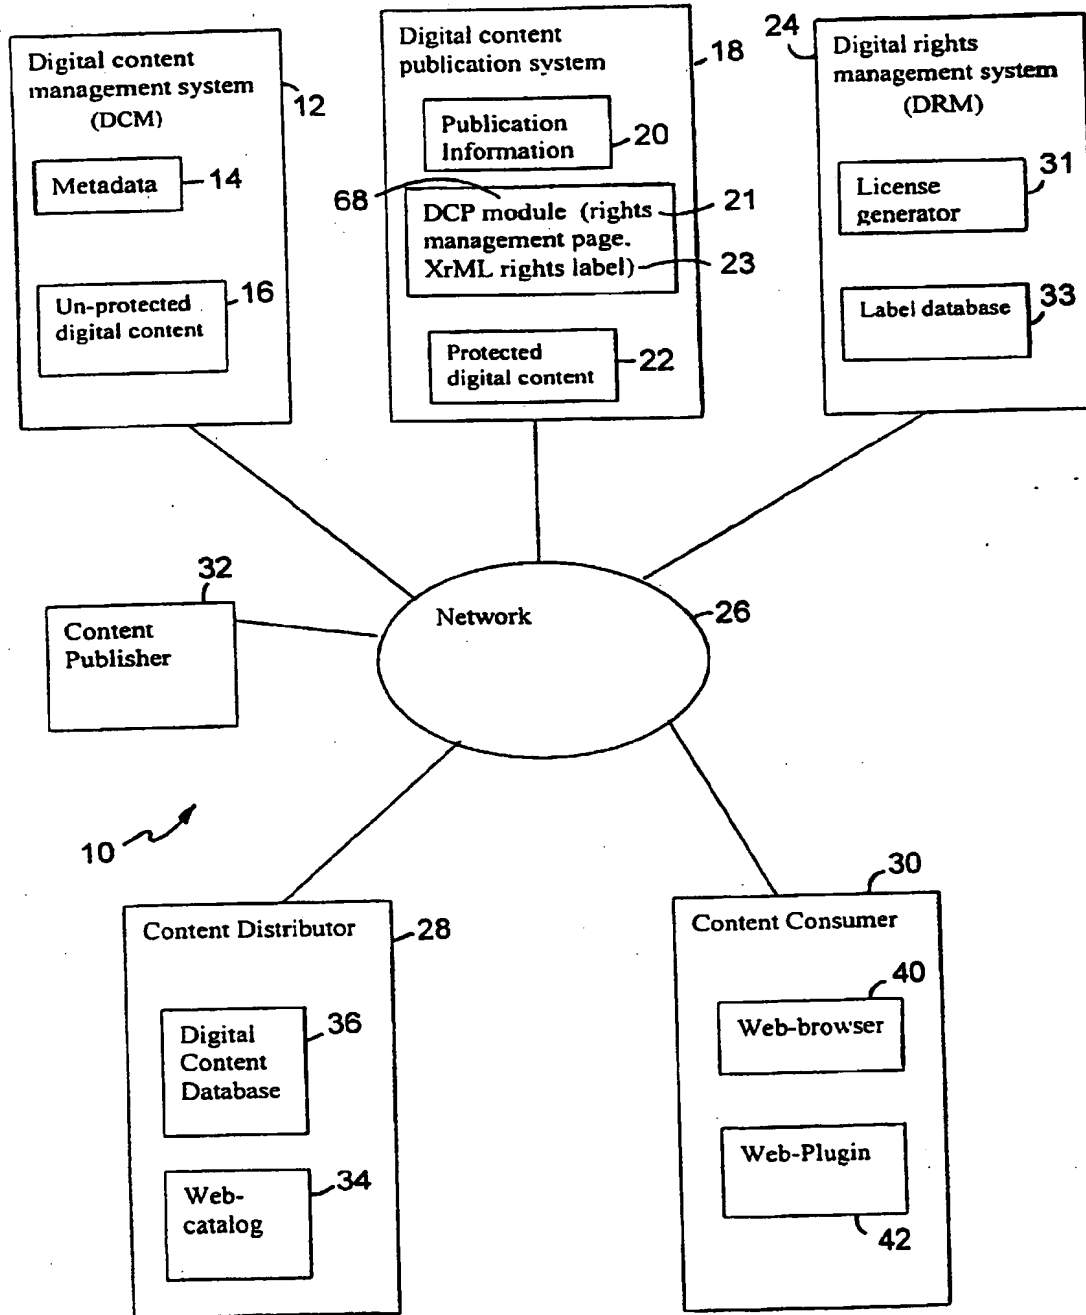 Digital content
management system
(DCM)
12
Metadata
14
Un-protected
digital content
16
Digital content
publication system
18
Publication
Information
20
68
DCP module (rights
management page.
XrML rights label)
21
23
Protected
digital content
22
24
Digital rights
management system
(DRM)
License
generator
31
Label database
33
32
Content
Publisher
Network
26
10
Content Distributor
28
Digital
Content
Database
36
Web-
catalog
34
30
Content Consumer
40
Web-browser
Web-Plugin
42